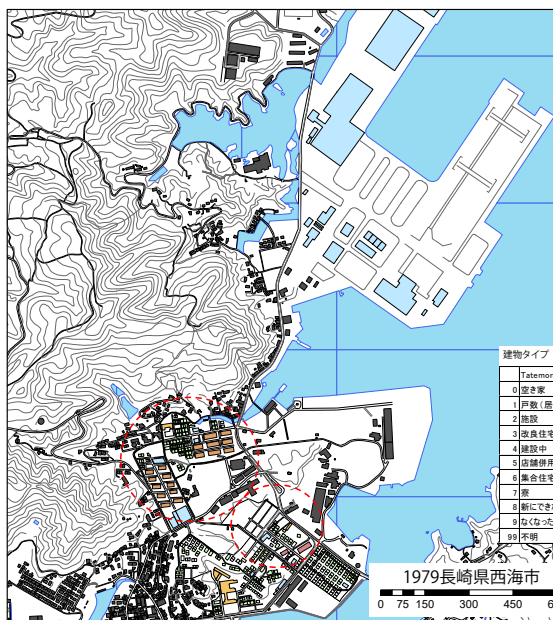 建物タイプ
Tatemon
0 空き家
1 戸数(居
2 施設
3 改良住宅
4 建設中
5 店舗併用
6 集合住宅
7 寮
8 新にでき
9 なくなった
99 不明
1979長崎県西海市
0 75 150 300 450 6